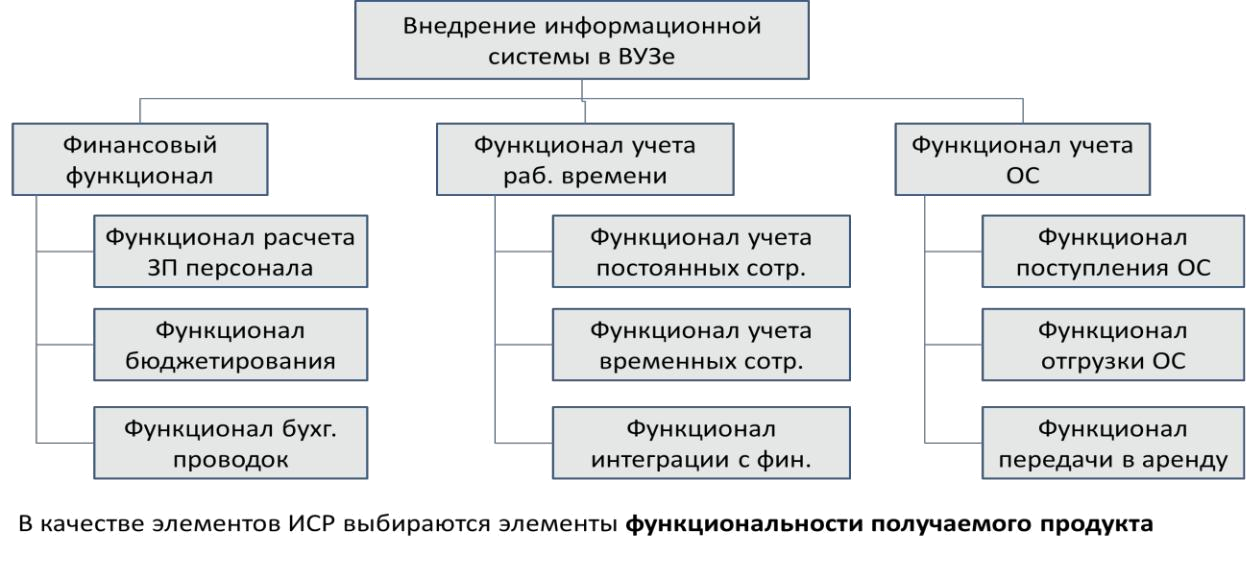 Внедрение информационной
системы в ВУЗе
Финансовый
функционал
Функционал расчета
ЗП персонала
Функционал
бюджетирования
Функционал бухг.
проводок
Функционал учета
раб. времени
Функционал учета
постоянных сотр.
Функционал учета
временных сотр.
Функционал
интеграции с фин.
Функционал учета
ОС
Функционал
поступления ОС
Функционал
отгрузки ОС
Функционал
передачи в аренду
В качестве элементов ИСР выбираются элементы функциональности получаемого продукта